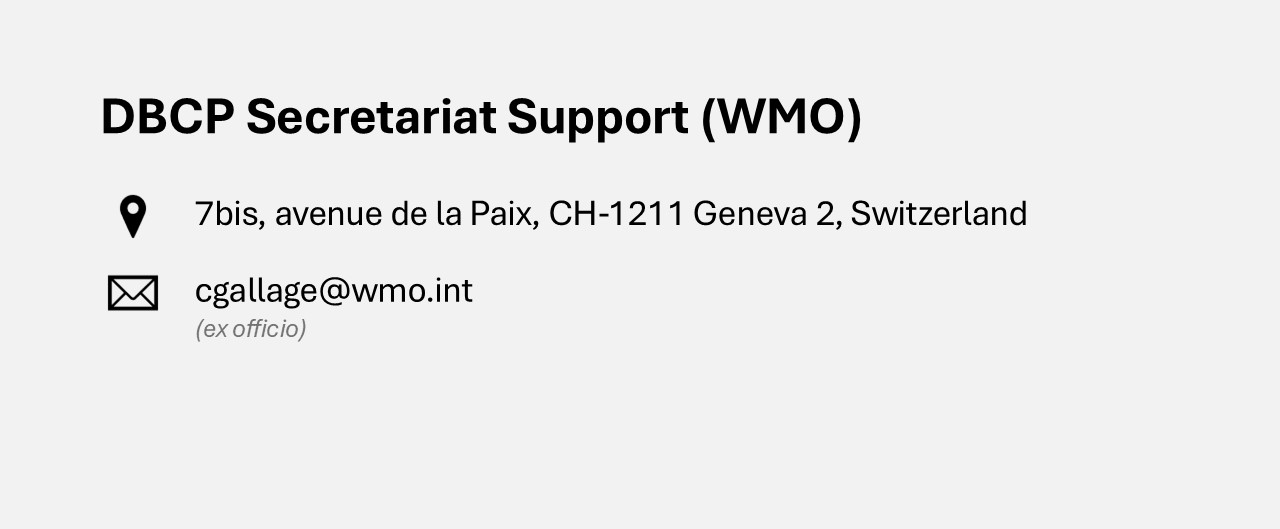 DBCP Secretariat Support (WMO)
7bis, avenue de la Paix, CH-1211 Geneva 2, Switzerland
cgallage@wmo.int
(ex officio)